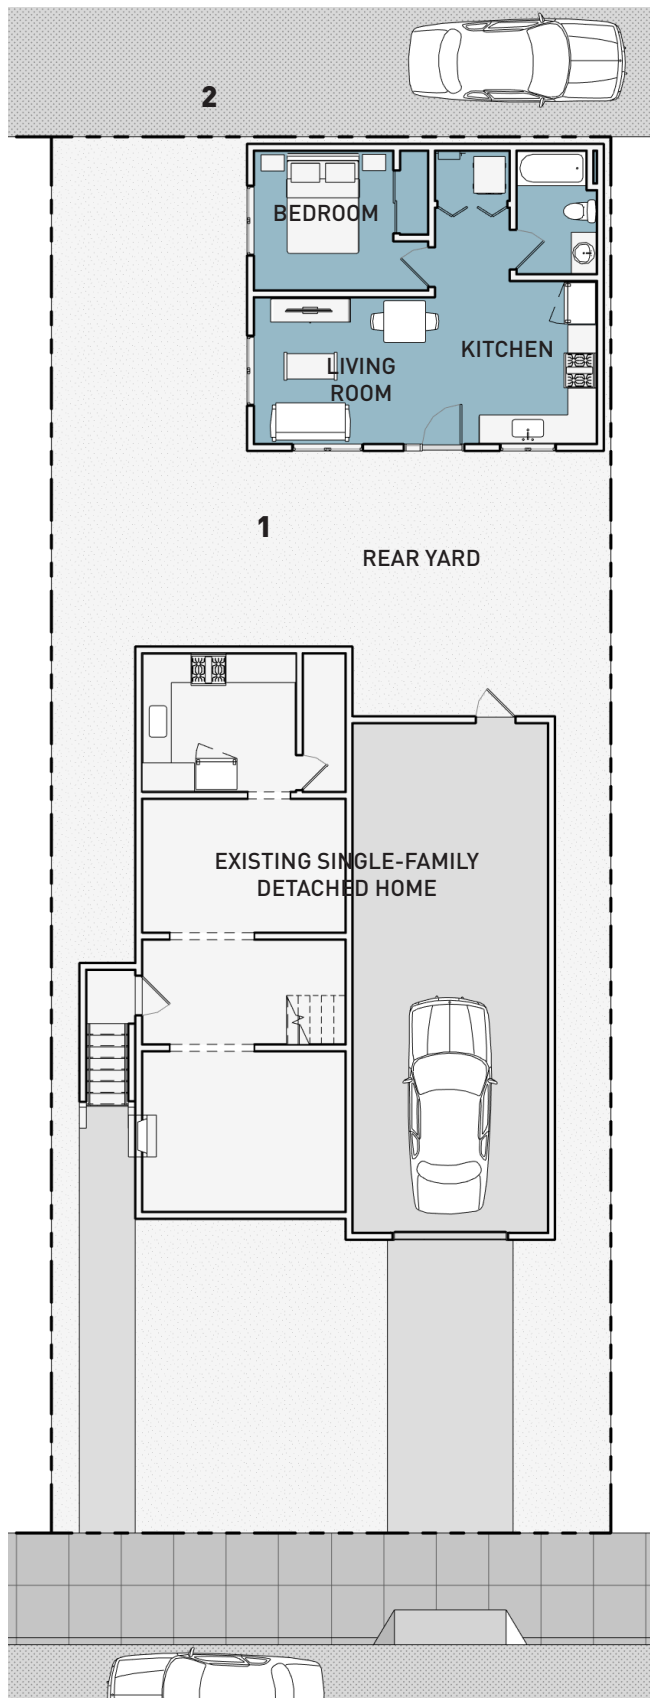 2
BEDROOM
KITCHEN
LIVING
ROOM
1
REAR YARD
EXISTING SINGLE-FAMILY
DETACHED HOME